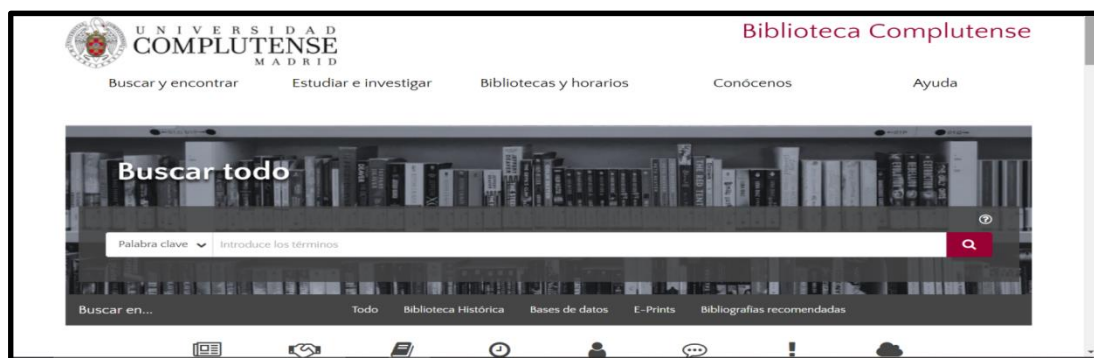 UNIVERSIDAD
COMPLUTENSE
MADRID
Biblioteca Complutense
Buscar y encontrar
Estudiar e investigar
Bibliotecas y horarios
Conócenos
Ayuda
Buscar todo
Palabra clave
Introduce los términos
Buscar en...
Todo
Biblioteca Histórica
Bases de datos
E-Prints
Bibliografías recomendadas